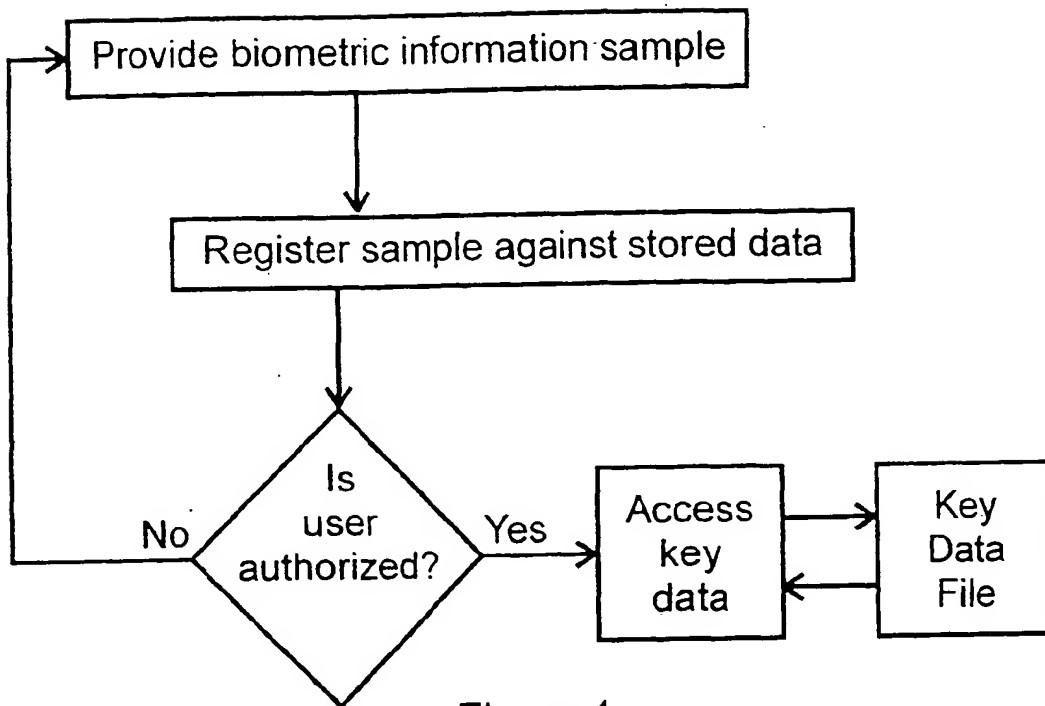 Provide biometric information sample
Register sample against stored data
Is
user
authorized?
No
Yes
Access
key
data
Key
Data
File